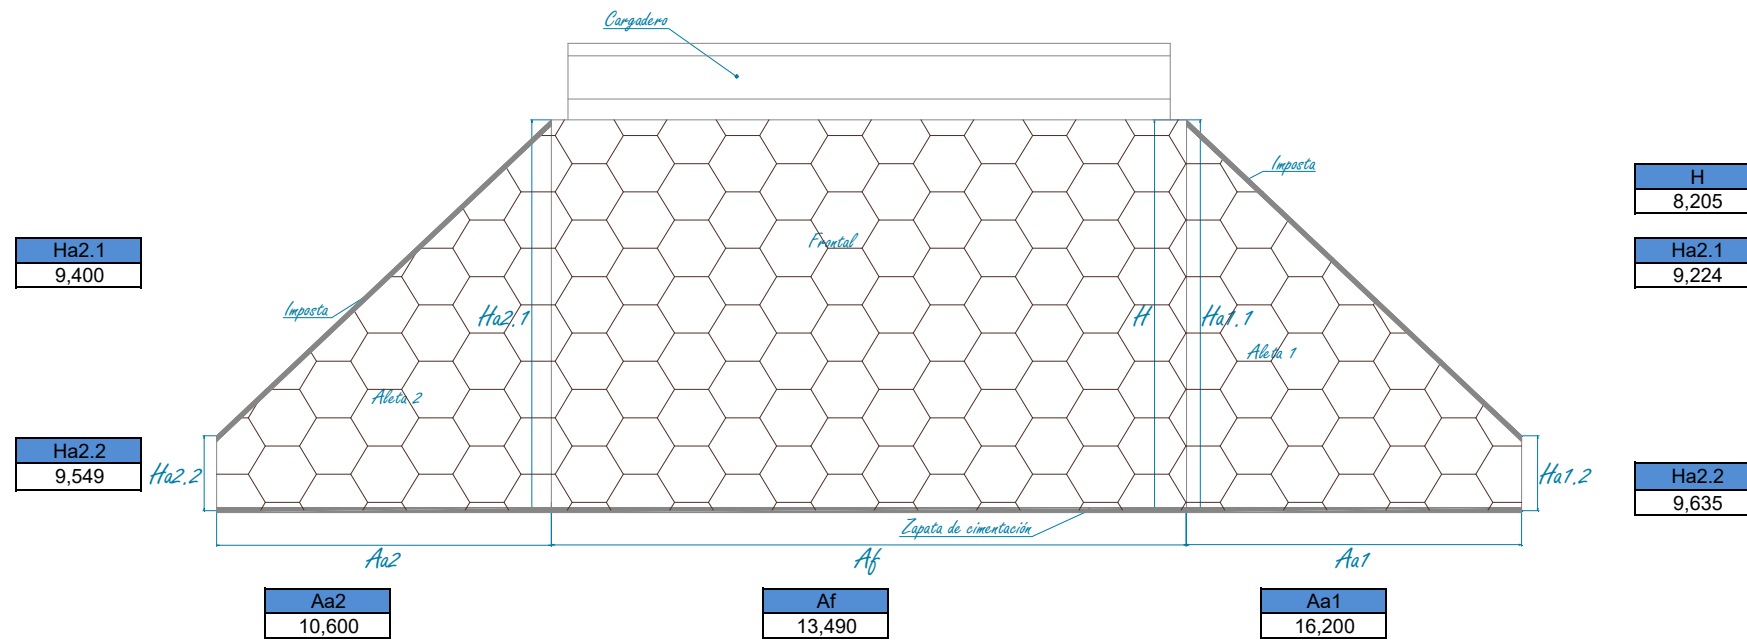 Cargadero
Imposta
H
8,205
Ha2.1
9,400
Frontal
Ha2.1
9,224
Imposta
Ha2.1
H
Ha1.1
Aleta 1
Aleta 2
Ha2.2
9,549
Ha2.2
Ha1.2
Ha2.2
9,635
Zapata de cimentación
Aa2
Af
Aa1
Aa2
10,600
Af
13,490
Aa1
16,200